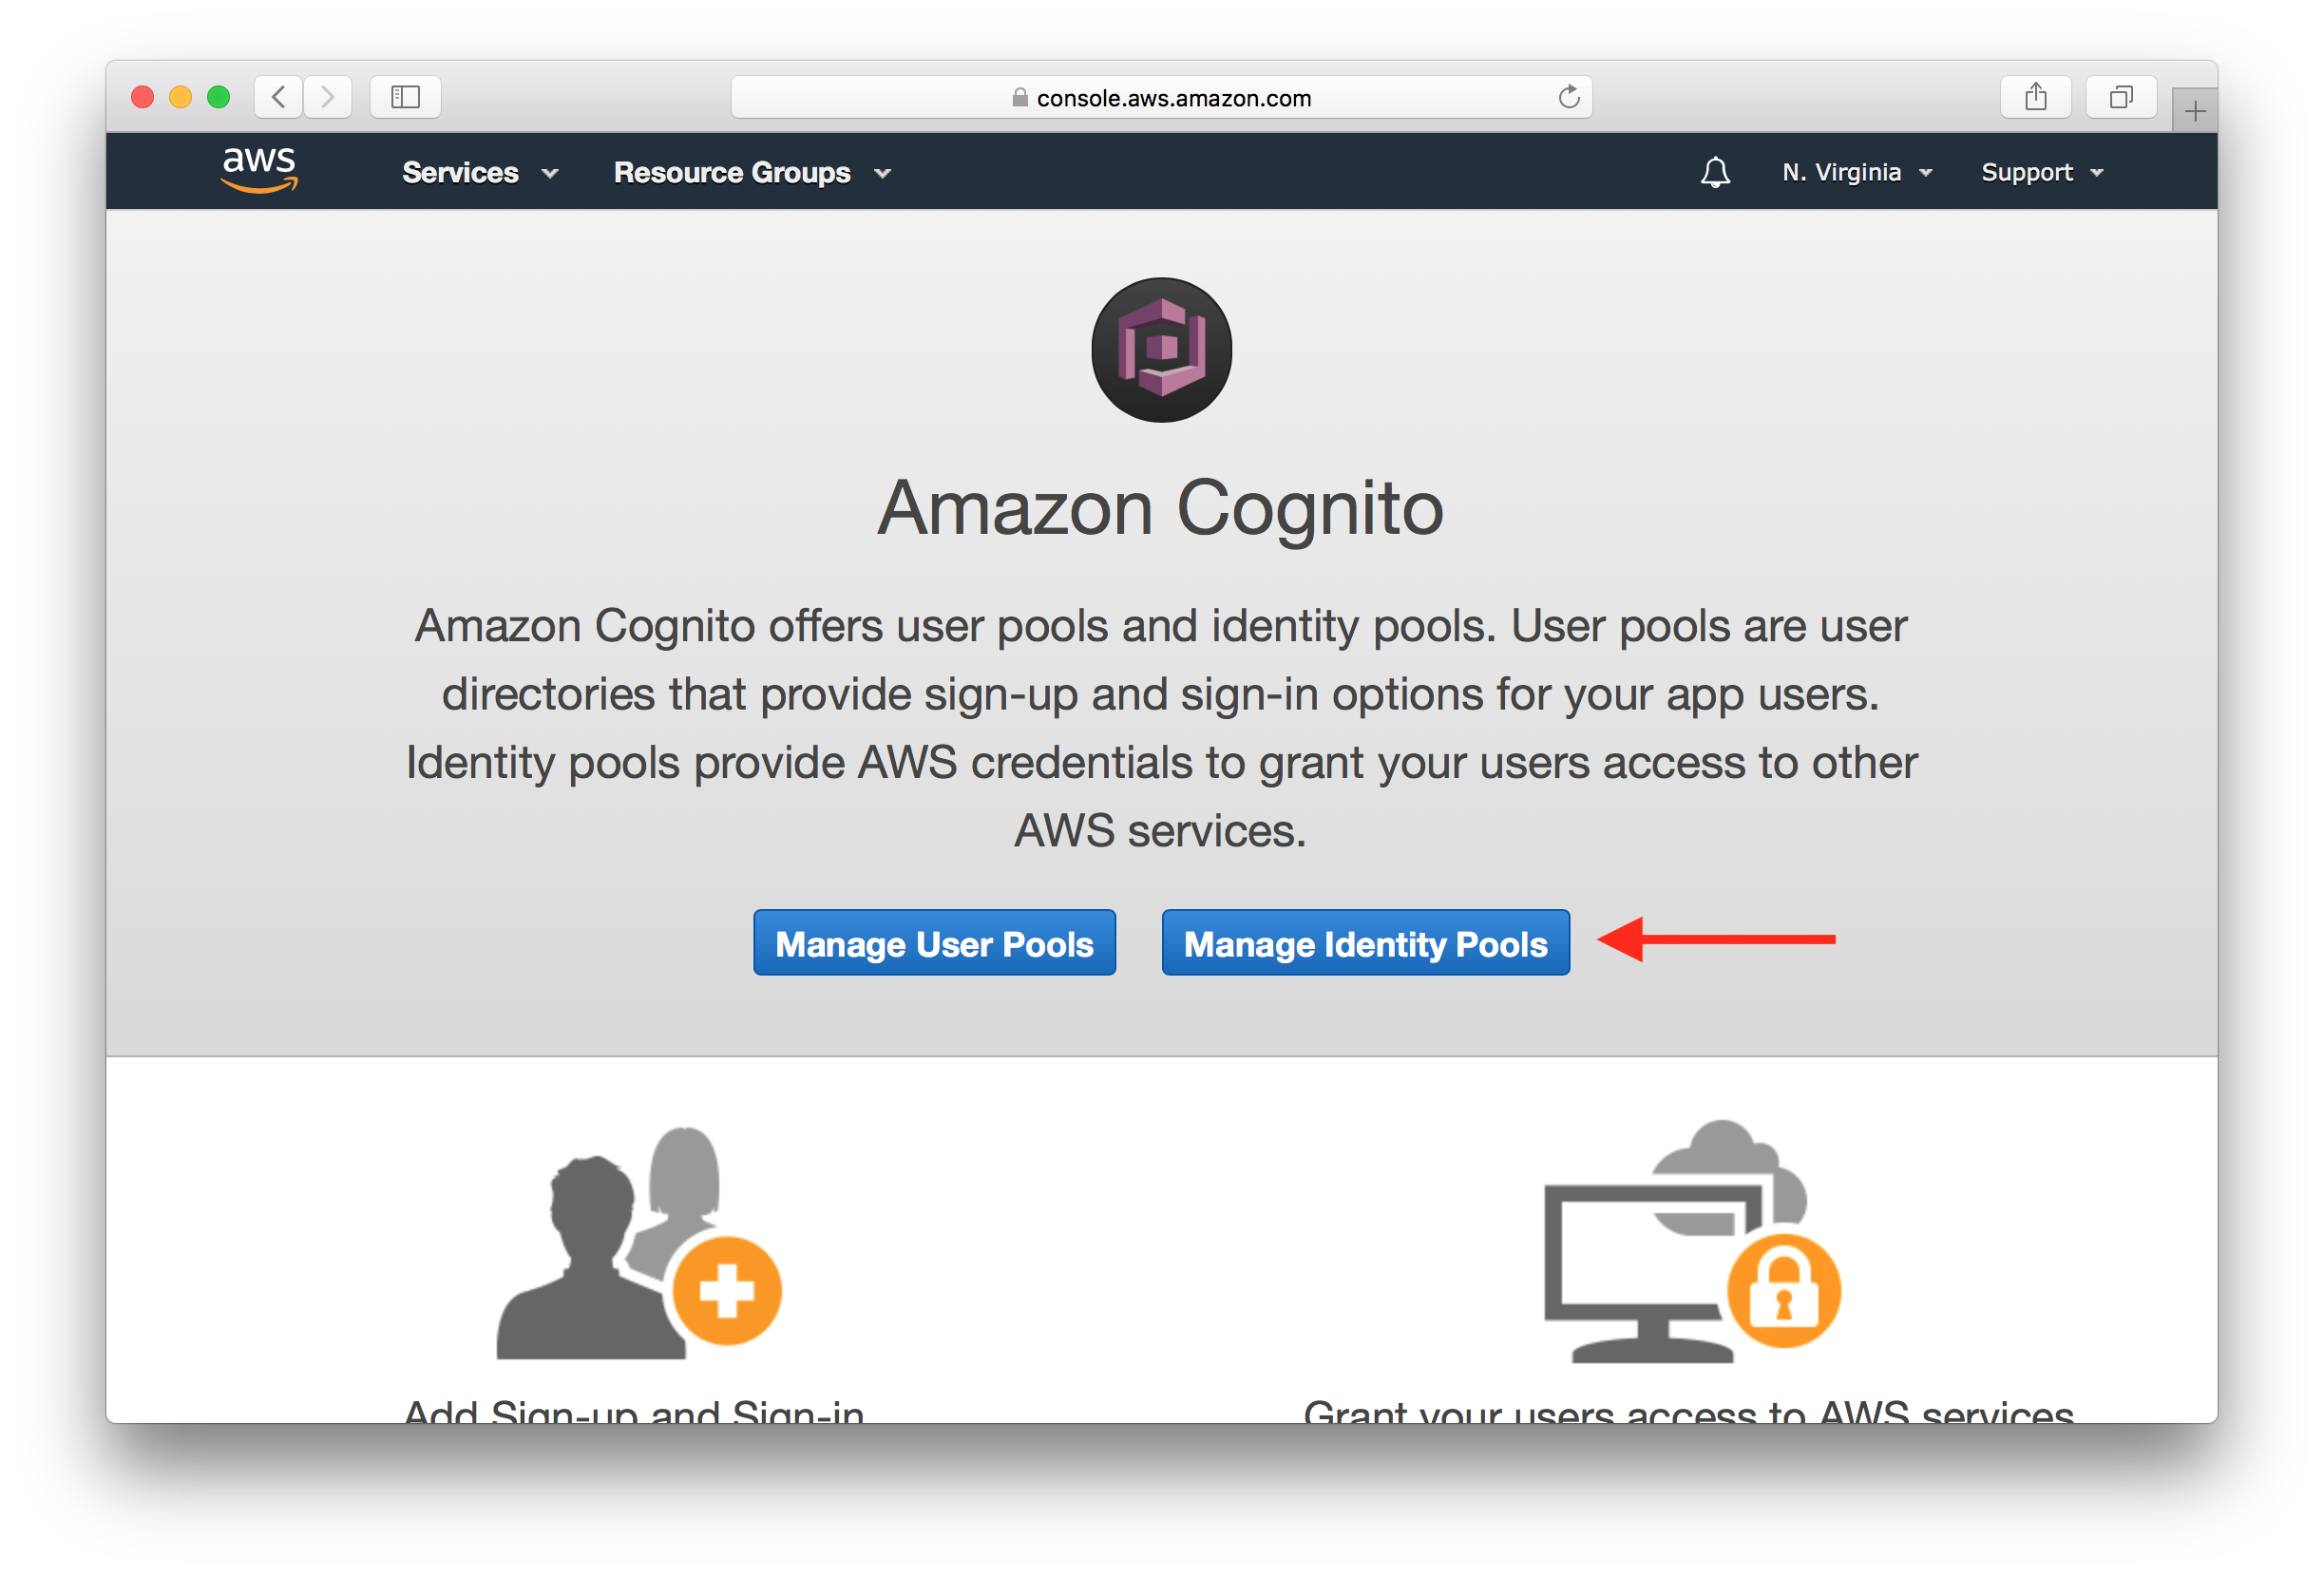 console.aws.amazon.com
aws
Services
Resource Groups
N. Virginia
Support
Amazon Cognito
Amazon Cognito offers user pools and identity pools. User pools are user
directories that provide sign-up and sign-in options for your app users.
Identity pools provide AWS credentials to grant your users access to other
AWS services.
Manage User Pools
Manage Identity Pools
Add Sign-up and Sign-in
Grant your users access to AWS services